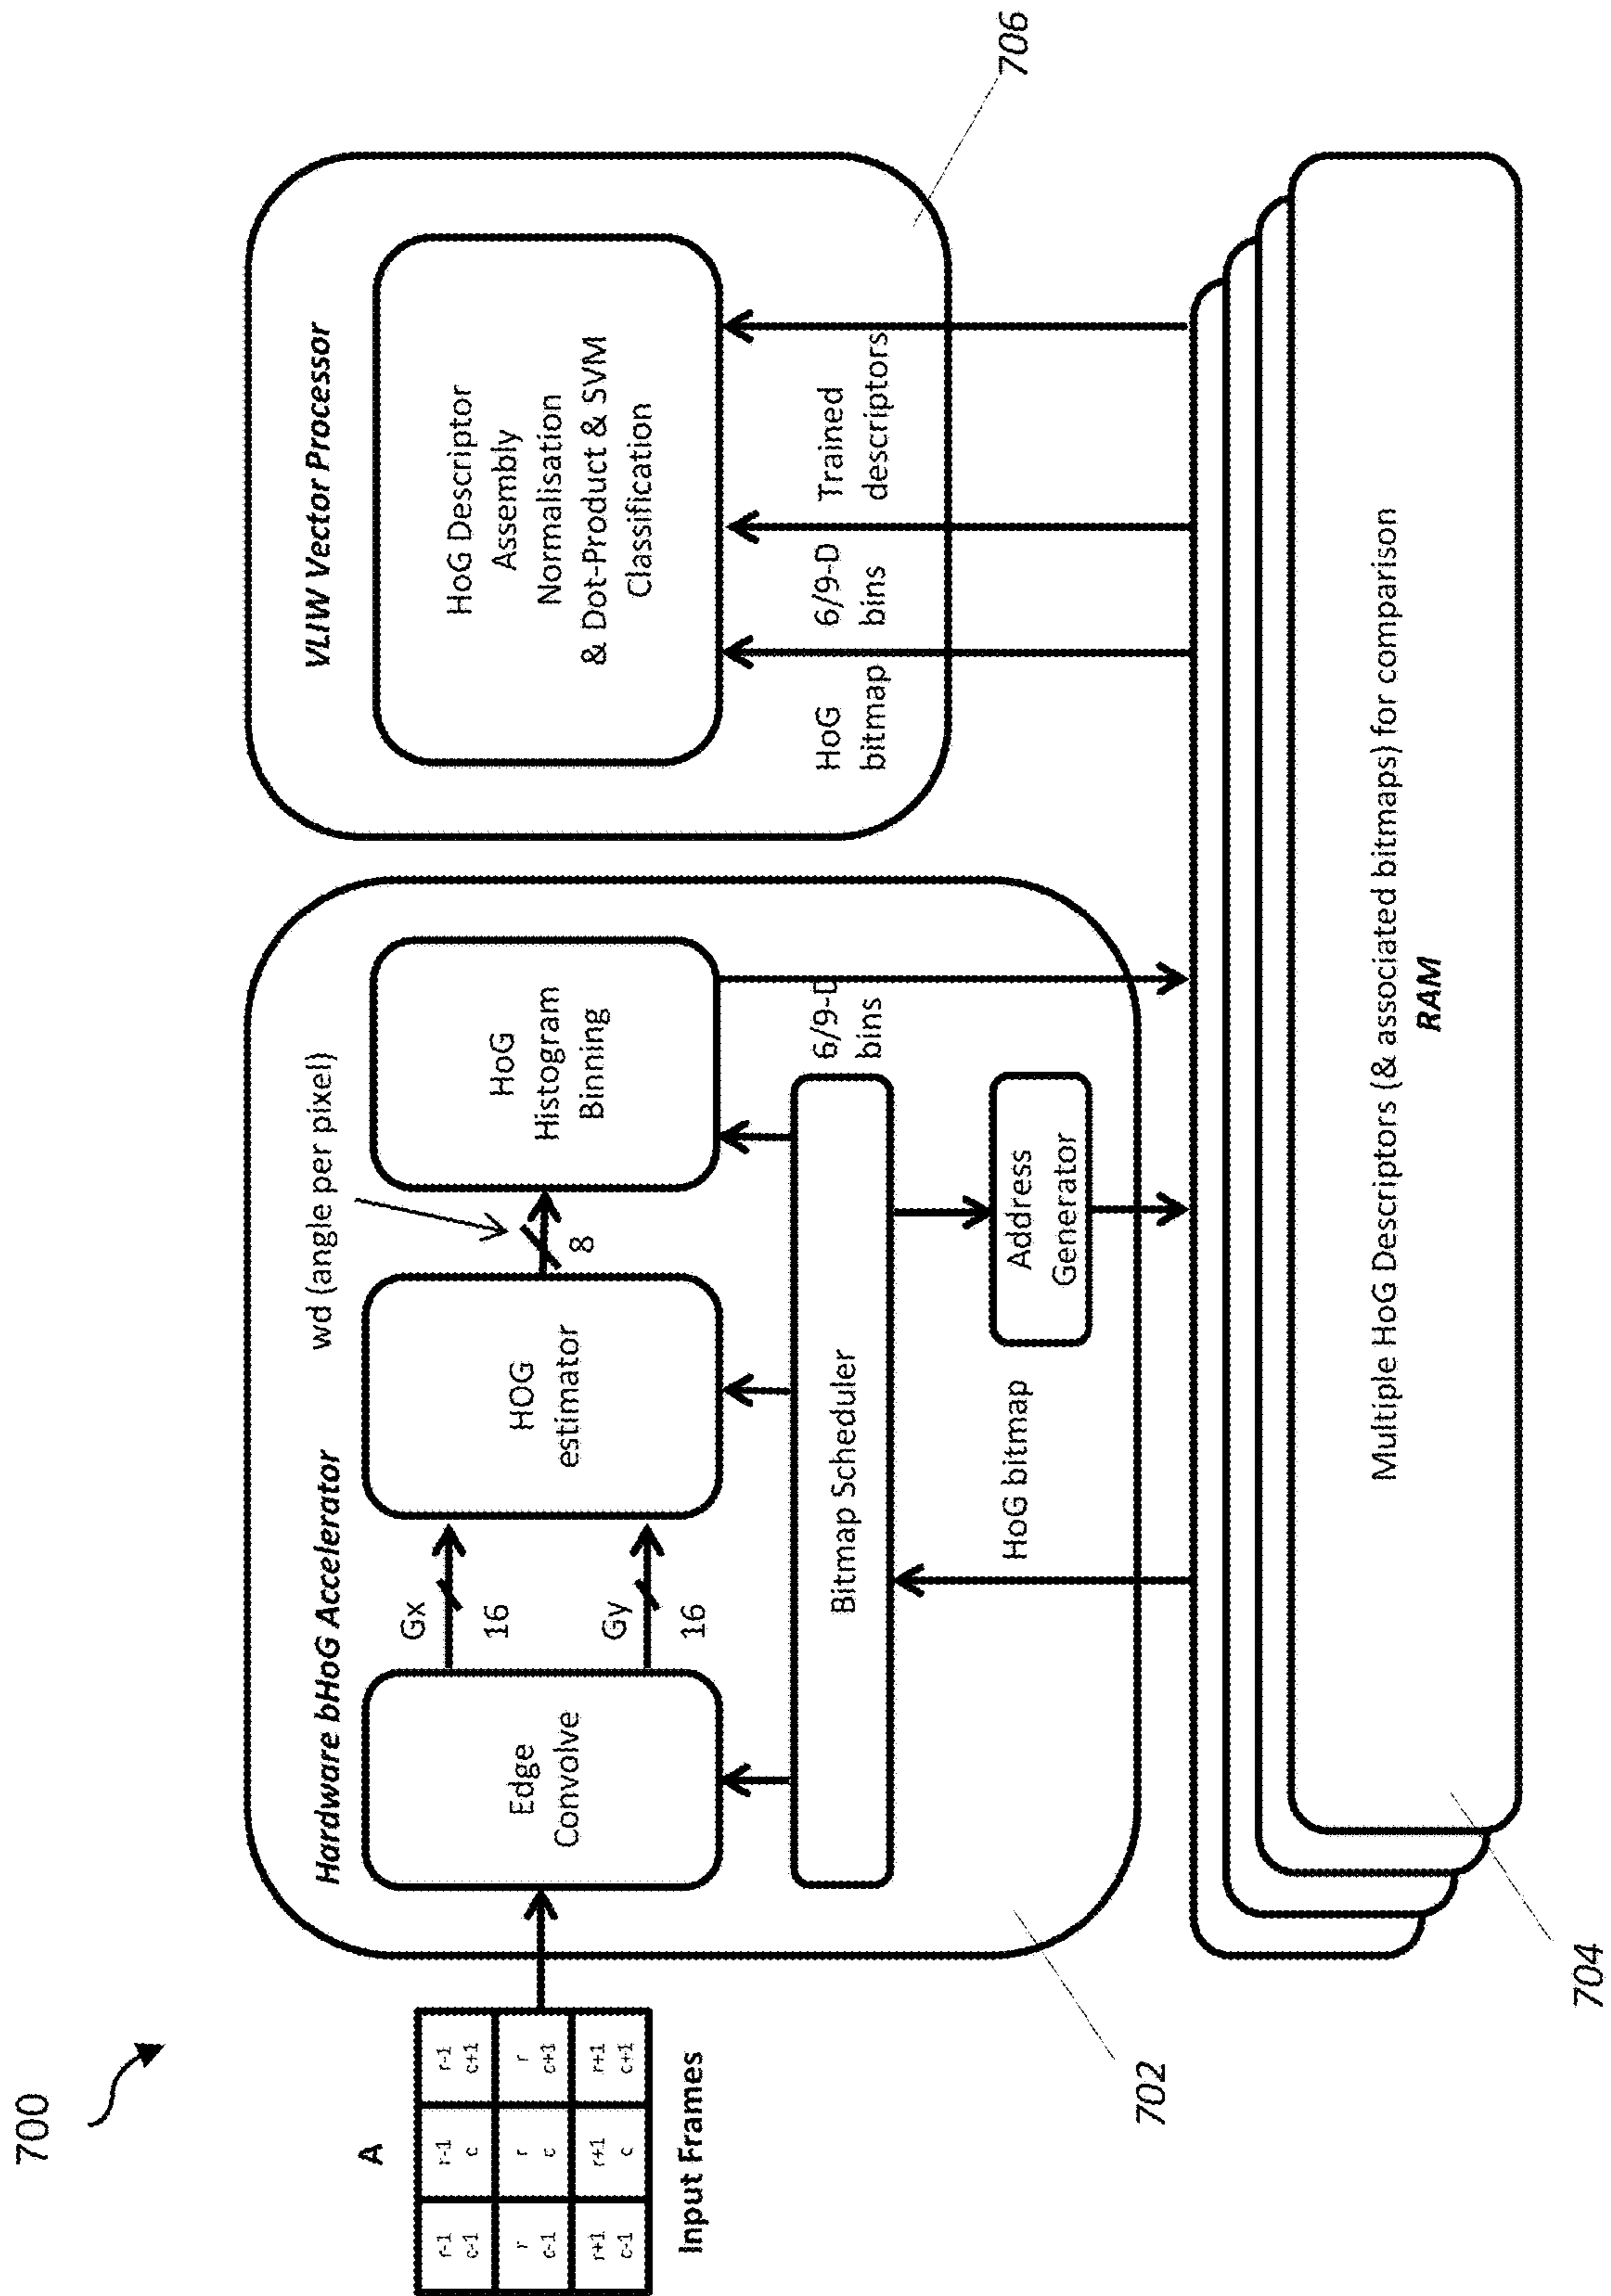 700
A
r-1
c-1
r-1
c
r-1
c+1
r
c-1
r
c
r
c+1
r+1
c-1
r+1
c
r+1
c+1
Input Frames
Hardware bHoG Accelerator
Edge
Convolve
Gx
16
Gy
16
HOG
estimator
wd (angle per pixel)
8
HoG
Histogram
Binning
Bitmap Scheduler
6/9-D
bins
HoG bitmap
Address
Generator
702
VLIW Vector Processor
HoG Descriptor
Assembly
Normalisation
& Dot-Product & SVM
Classification
HoG
bitmap
6/9-D
bins
Trained
descriptors
706
Multiple HoG Descriptors (& associated bitmaps) for comparison
RAM
704